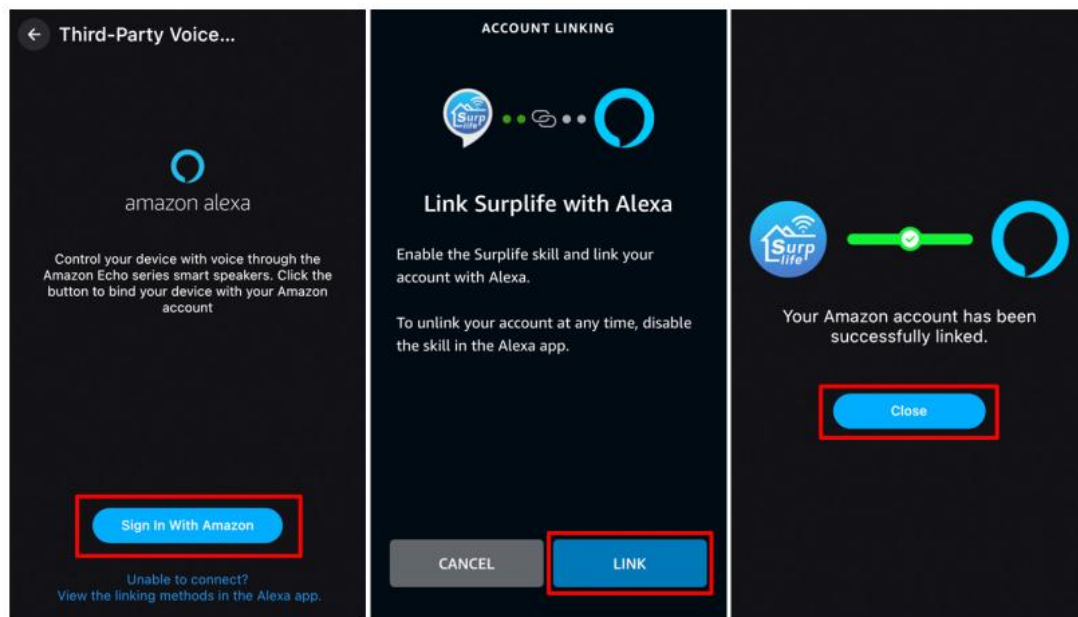 Third-Party Voice...
amazon alexa
Control your device with voice through the
Amazon Echo series smart speakers. Click the
button to bind your device with your Amazon
account
Sign In With Amazon
Unable to connect?
View the linking methods in the Alexa app.
ACCOUNT LINKING
Surp
life
Link Surplife with Alexa
Enable the Surplife skill and link your
account with Alexa.
To unlink your account at any time, disable
the skill in the Alexa app.
CANCEL
LINK
Surp
life
Your Amazon account has been
successfully linked.
Close